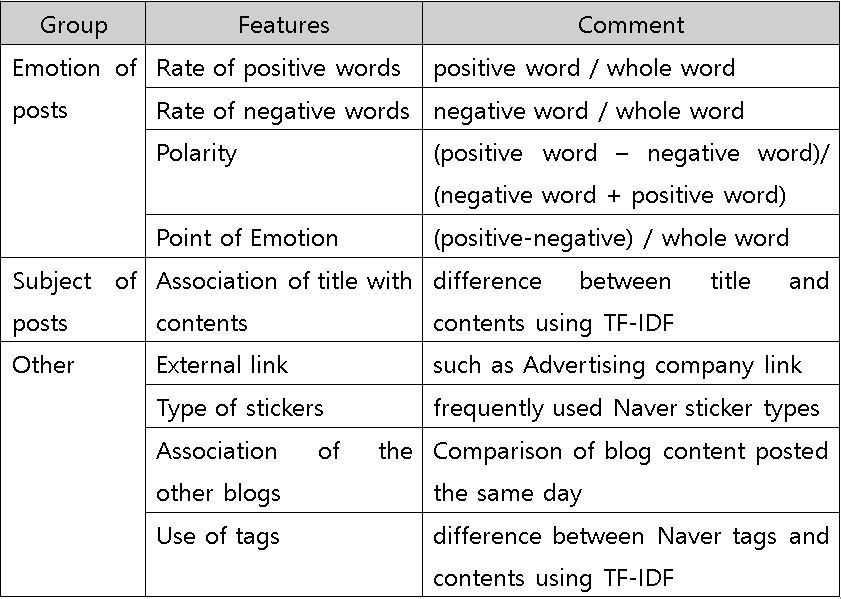 Group Features Comment
Emotion of posts Rate of positive words positive word / whole word
Rate of negative words negative word / whole word
Polarity (positive word – negative word)/
(negative word + positive word)
Point of Emotion (positive-negative) / whole word
Subject of posts Association of title with contents difference between title and
contents using TF-IDF
Other External link such as Advertising company link
Type of stickers frequently used Naver sticker types
Association of the other blogs Comparison of blog content posted
the same day
Use of tags difference between Naver tags and
contents using TF-IDF